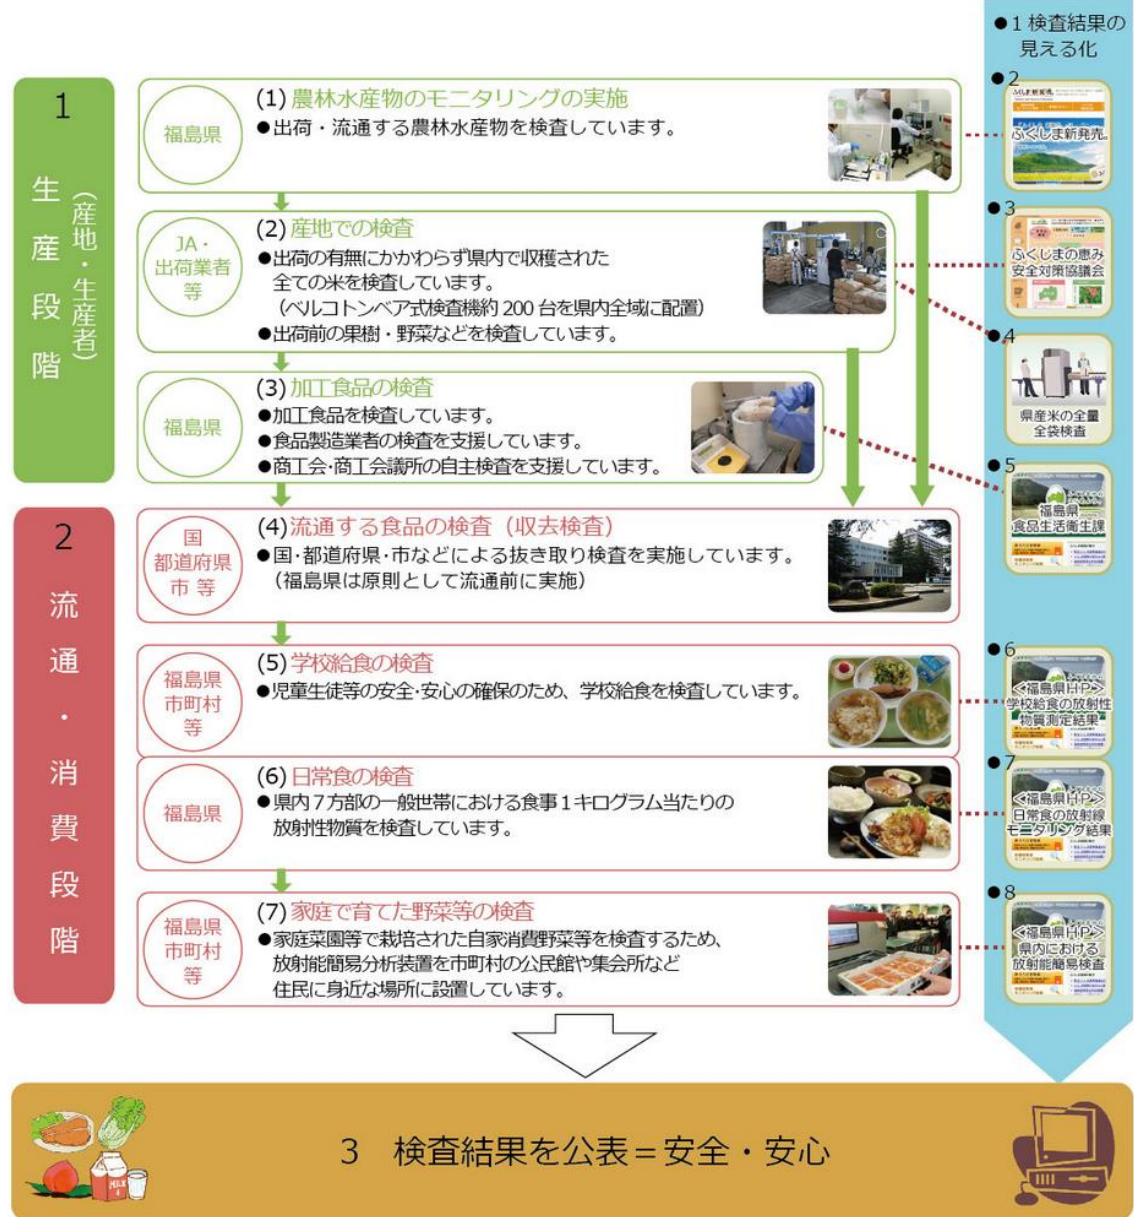 ●1 検査結果の
見える化
1
生産段階
(産地・生産者)
福島県
(1) 農林水産物のモニタリングの実施
●出荷・流通する農林水産物を検査しています。
●2
ふくしま新発売。
JA・
出荷業者
等
(2) 産地での検査
●出荷の有無にかかわらず県内で収穫された
全ての米を検査しています。
(ベルコトンベア式検査機約 200 台を県内全域に配置)
●出荷前の果樹・野菜などを検査しています。
●3
ふくしまの恵み
安全対策協議会
●4
県産米の全量
全袋検査
福島県
(3) 加工食品の検査
●加工食品を検査しています。
●食品製造業者の検査を支援しています。
●商工会・商工会議所の自主検査を支援しています。
●5
福島県
食品生活衛生課
2
流通・消費段階
国
都道府県
市 等
(4) 流通する食品の検査（収去検査）
●国・都道府県・市などによる抜き取り検査を実施しています。
（福島県は原則として流通前に実施）
福島県
市町村
等
(5) 学校給食の検査
●児童生徒等の安全・安心の確保のため、学校給食を検査しています。
●6
<福島県HP>
学校給食の放射性
物質測定結果
福島県
(6) 日常食の検査
●県内７方部の一般世帯における食事１キログラム当たりの
放射性物質を検査しています。
●7
<福島県HP>
日常食の放射線
モニタリング結果
福島県
市町村
等
(7) 家庭で育てた野菜等の検査
●家庭菜園等で栽培された自家消費野菜等を検査するため、
放射能簡易分析装置を市町村の公民館や集会所など
住民に身近な場所に設置しています。
●8
<福島県HP>
県内における
放射能簡易検査
3 検査結果を公表＝安全・安心
MILK